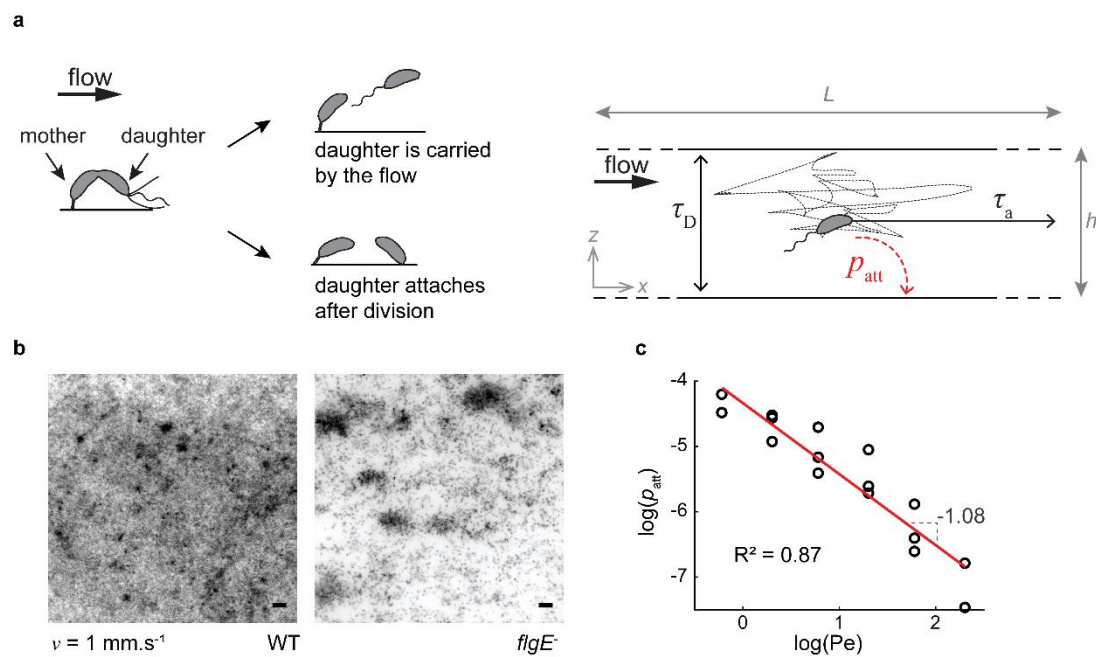 a
flow
mother
daughter
daughter is carried
by the flow
daughter attaches
after division
L
flow
τD
τa
h
z
x
patt
b
v = 1 mm.s⁻¹
WT
flgE⁻
c
-4
-5
-6
-7
log(patt)
-1.08
R² = 0.87
0
1
2
log(Pe)